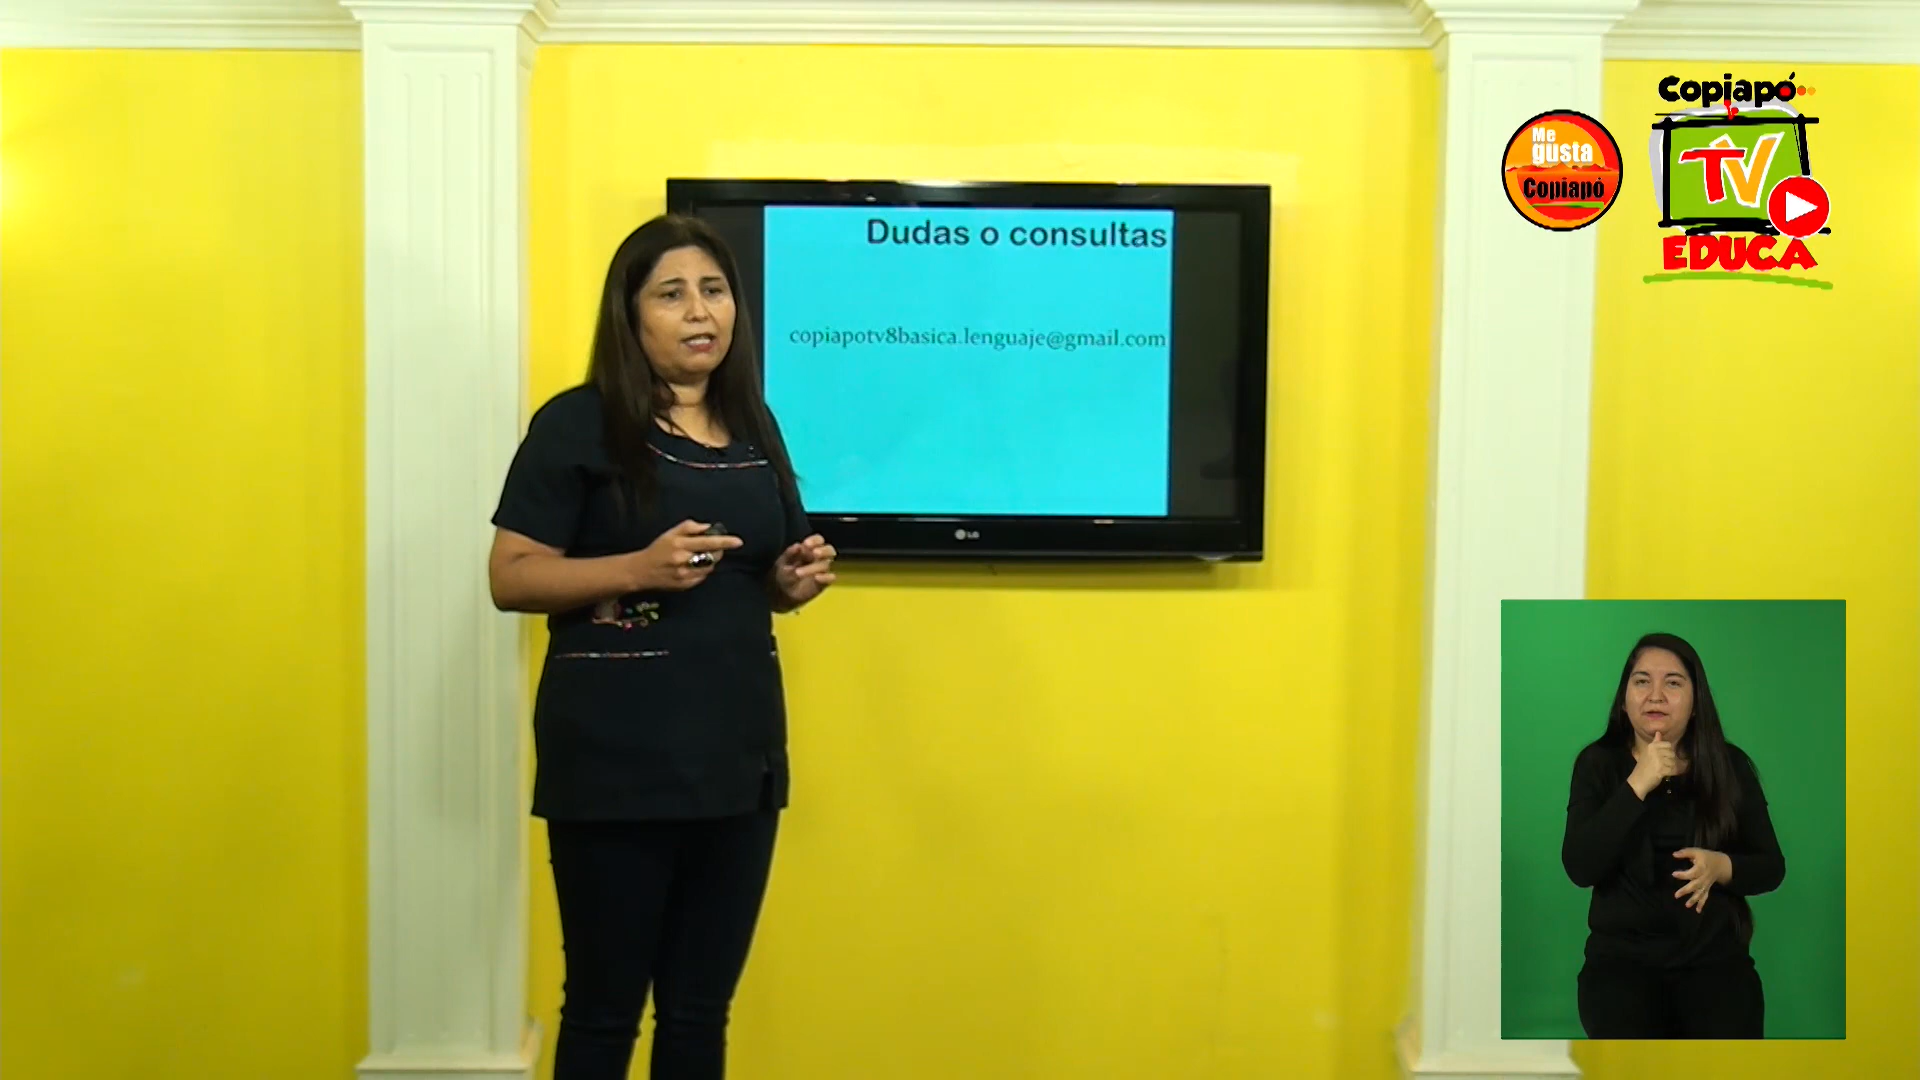 Dudas o consultas
copiapotv8basica.lenguaje@gmail.com
LG
Me
gusta
Copiapó
Copiapó
TV
EDUCA